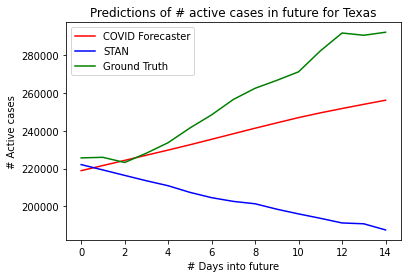 Predictions of # active cases in future for Texas
COVID Forecaster
STAN
Ground Truth
# Active cases
280000
260000
240000
220000
200000
0 2 4 6 8 10 12 14
# Days into future